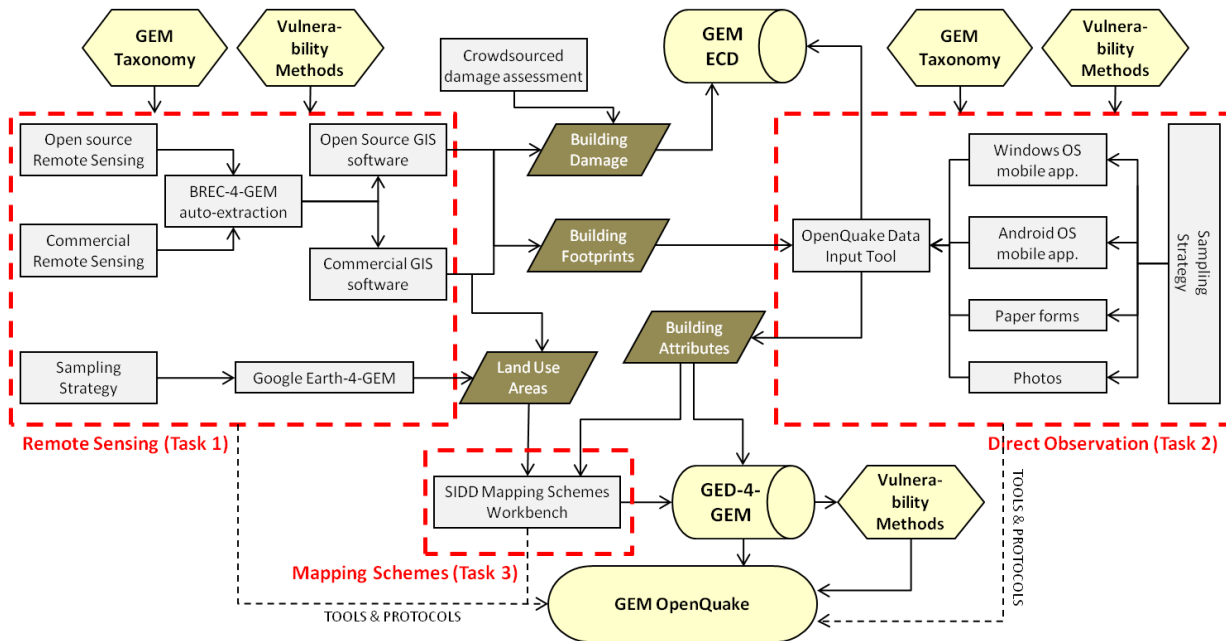 GEM
Taxonomy
Vulnera-
bility
Methods
Crowdsourced
damage assessment
GEM
ECD
GEM
Taxonomy
Vulnera-
bility
Methods
Open source
Remote Sensing
Open Source GIS
software
Building
Damage
Windows OS
mobile app.
BREC-4-GEM
auto-extraction
Commercial
Remote Sensing
Commercial GIS
software
Building
Footprints
OpenQuake Data
Input Tool
Android OS
mobile app.
Sampling
Strategy
Building
Attributes
Paper forms
Sampling
Strategy
Google Earth-4-GEM
Land Use
Areas
Photos
Remote Sensing (Task 1)
Direct Observation (Task 2)
SIDD Mapping Schemes
Workbench
GED-4-
GEM
Vulnera-
bility
Methods
TOOLS & PROTOCOLS
Mapping Schemes (Task 3)
GEM OpenQuake
TOOLS & PROTOCOLS